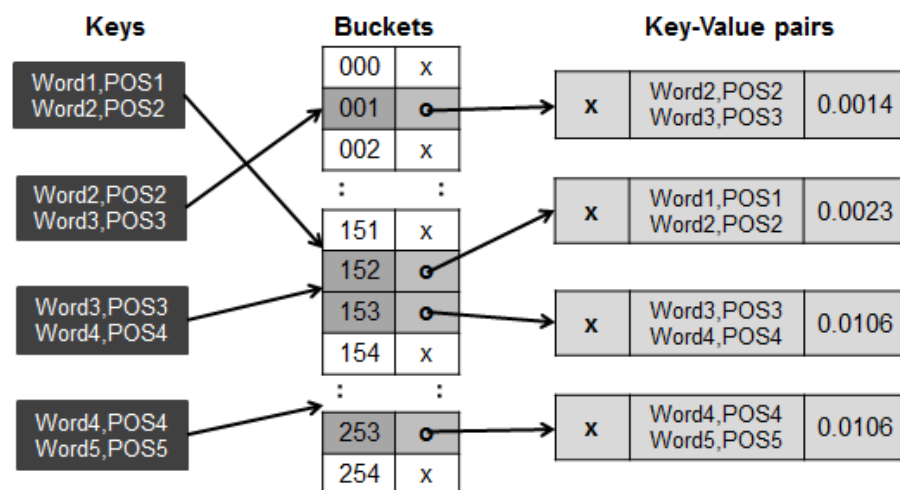 Keys
Buckets
Key-Value pairs
Word1,POS1
Word2,POS2
Word2,POS2
Word3,POS3
Word3,POS3
Word4,POS4
Word4,POS4
Word5,POS5
000 x
001
002 x
: :
151 x
152
153
154 x
: :
253
254 x
x Word2,POS2 0.0014
Word3,POS3
x Word1,POS1 0.0023
Word2,POS2
x Word3,POS3 0.0106
Word4,POS4
x Word4,POS4 0.0106
Word5,POS5